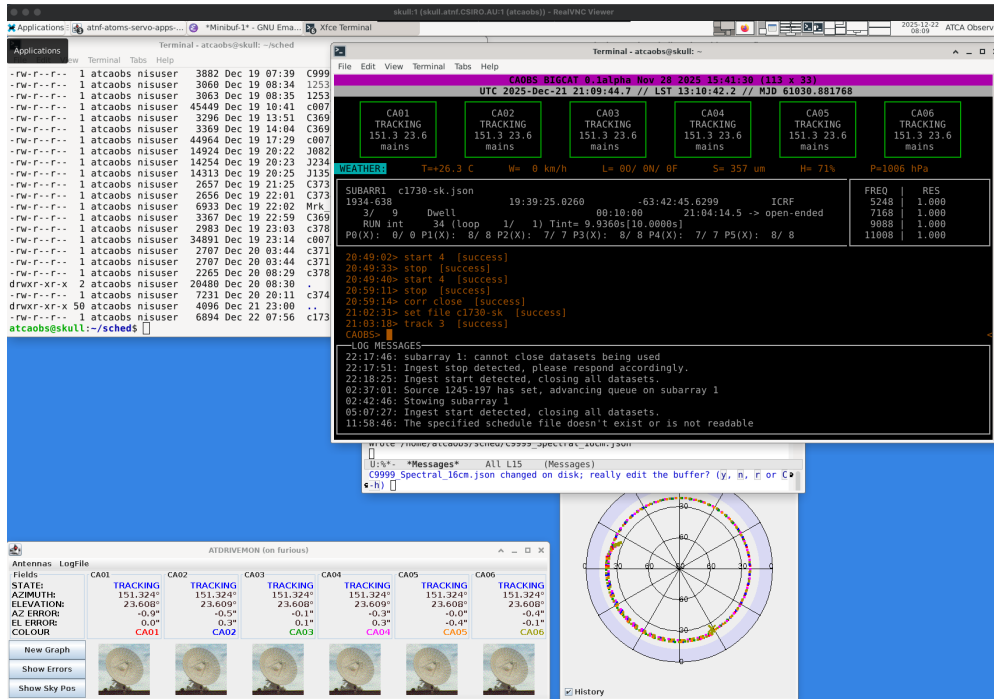 skull:1 (skull.atnf.CSIRO.AU:1 (atcaobs)) - RealVNC Viewer
Applications
atnf-atoms-servo-apps-...
*Minibuf-1* - GNU Ema...
Xfce Terminal
2025-12-22
08:09
ATCA Observ
Applications
Terminal - atcaobs@skull: ~/sched
Terminal Tabs Help
-rw-r--r-- 1 atcaobs nisuser 3882 Dec 19 07:39 C999
-rw-r--r-- 1 atcaobs nisuser 3060 Dec 19 08:34 1253
-rw-r--r-- 1 atcaobs nisuser 3063 Dec 19 08:35 1253
-rw-r--r-- 1 atcaobs nisuser 45449 Dec 19 10:41 c007
-rw-r--r-- 1 atcaobs nisuser 3296 Dec 19 13:51 C369
-rw-r--r-- 1 atcaobs nisuser 3369 Dec 19 14:04 C369
-rw-r--r-- 1 atcaobs nisuser 44964 Dec 19 17:29 c007
-rw-r--r-- 1 atcaobs nisuser 14924 Dec 19 20:22 J082
-rw-r--r-- 1 atcaobs nisuser 14254 Dec 19 20:23 J234
-rw-r--r-- 1 atcaobs nisuser 14313 Dec 19 20:25 J135
-rw-r--r-- 1 atcaobs nisuser 2657 Dec 19 21:25 C373
-rw-r--r-- 1 atcaobs nisuser 2656 Dec 19 22:01 C373
-rw-r--r-- 1 atcaobs nisuser 6933 Dec 19 22:02 Mrk_
-rw-r--r-- 1 atcaobs nisuser 3367 Dec 19 22:59 C369
-rw-r--r-- 1 atcaobs nisuser 2983 Dec 19 23:03 c378
-rw-r--r-- 1 atcaobs nisuser 34891 Dec 19 23:14 c007
-rw-r--r-- 1 atcaobs nisuser 2707 Dec 20 03:44 c371
-rw-r--r-- 1 atcaobs nisuser 2707 Dec 20 03:44 c371
-rw-r--r-- 1 atcaobs nisuser 2265 Dec 20 08:29 c378
drwxr-xr-x 2 atcaobs nisuser 20480 Dec 20 08:30 .
-rw-r--r-- 1 atcaobs nisuser 7231 Dec 20 20:11 c374
drwxr-xr-x 50 atcaobs nisuser 4096 Dec 21 23:00 ..
-rw-r--r-- 1 atcaobs nisuser 6894 Dec 22 07:56 c173
atcaobs@skull:~/sched$
Terminal - atcaobs@skull: ~
File Edit View Terminal Tabs Help
CAOBS BIGCAT 0.1alpha Nov 28 2025 15:41:30 (113 x 33)
UTC 2025-Dec-21 21:09:44.7 // LST 13:10:42.2 // MJD 61030.881768
CA01 CA02 CA03 CA04 CA05 CA06
TRACKING TRACKING TRACKING TRACKING TRACKING TRACKING
151.3 23.6 151.3 23.6 151.3 23.6 151.3 23.6 151.3 23.6 151.3 23.6
mains mains mains mains mains mains
WEATHER: T=+26.3 C W= 0 km/h L= 00/ 0N/ 0F S= 357 um H= 71% P=1006 hPa
SUBARR1 c1730-sk.json FREQ | RES
1934-638 19:39:25.0260 -63:42:45.6299 ICRF 5248 | 1.000
3/ 9 Dwell 00:10:00 21:04:14.5 -> open-ended 7168 | 1.000
RUN int 34 (loop 1/ 1) Tint= 9.9360s[10.0000s] 9088 | 1.000
P0(X): 0/ 0 P1(X): 8/ 8 P2(X): 7/ 7 P3(X): 8/ 8 P4(X): 7/ 7 P5(X): 8/ 8 11008 | 1.000
20:49:02> start 4 [success]
20:49:33> stop [success]
20:49:40> start 4 [success]
20:59:11> stop [success]
20:59:14> corr close [success]
21:02:31> set file c1730-sk [success]
21:03:18> track 3 [success]
CAOBS>
<
LOG MESSAGES
22:17:46: subarray 1: cannot close datasets being used
22:17:51: Ingest stop detected, please respond accordingly.
22:18:25: Ingest start detected, closing all datasets.
02:37:01: Source 1245-197 has set, advancing queue on subarray 1
02:42:46: Stowing subarray 1
05:07:27: Ingest start detected, closing all datasets.
11:58:46: The specified schedule file doesn't exist or is not readable
Wrote /home/atcaobs/sched/C9999_Spectral_16cm.json
U:%*- *Messages* All L15 (Messages)
C9999_Spectral_16cm.json changed on disk; really edit the buffer? (y, n, r or C
-h)
ATDRIVEMON (on furious)
Antennas LogFile
Fields CA01 CA02 CA03 CA04 CA05 CA06
STATE: TRACKING TRACKING TRACKING TRACKING TRACKING TRACKING
AZIMUTH: 151.324° 151.324° 151.324° 151.324° 151.324° 151.324°
ELEVATION: 23.608° 23.609° 23.608° 23.609° 23.608° 23.608°
AZ ERROR: -0.9" -0.5" -0.1" -0.3" -0.0" -0.4"
EL ERROR: 0.0" 0.3" 0.1" 0.3" -0.4" -0.1"
COLOUR CA01 CA02 CA03 CA04 CA05 CA06
New Graph
Show Errors
Show Sky Pos
30
0 30 60 60 30 0
60
30
0
History